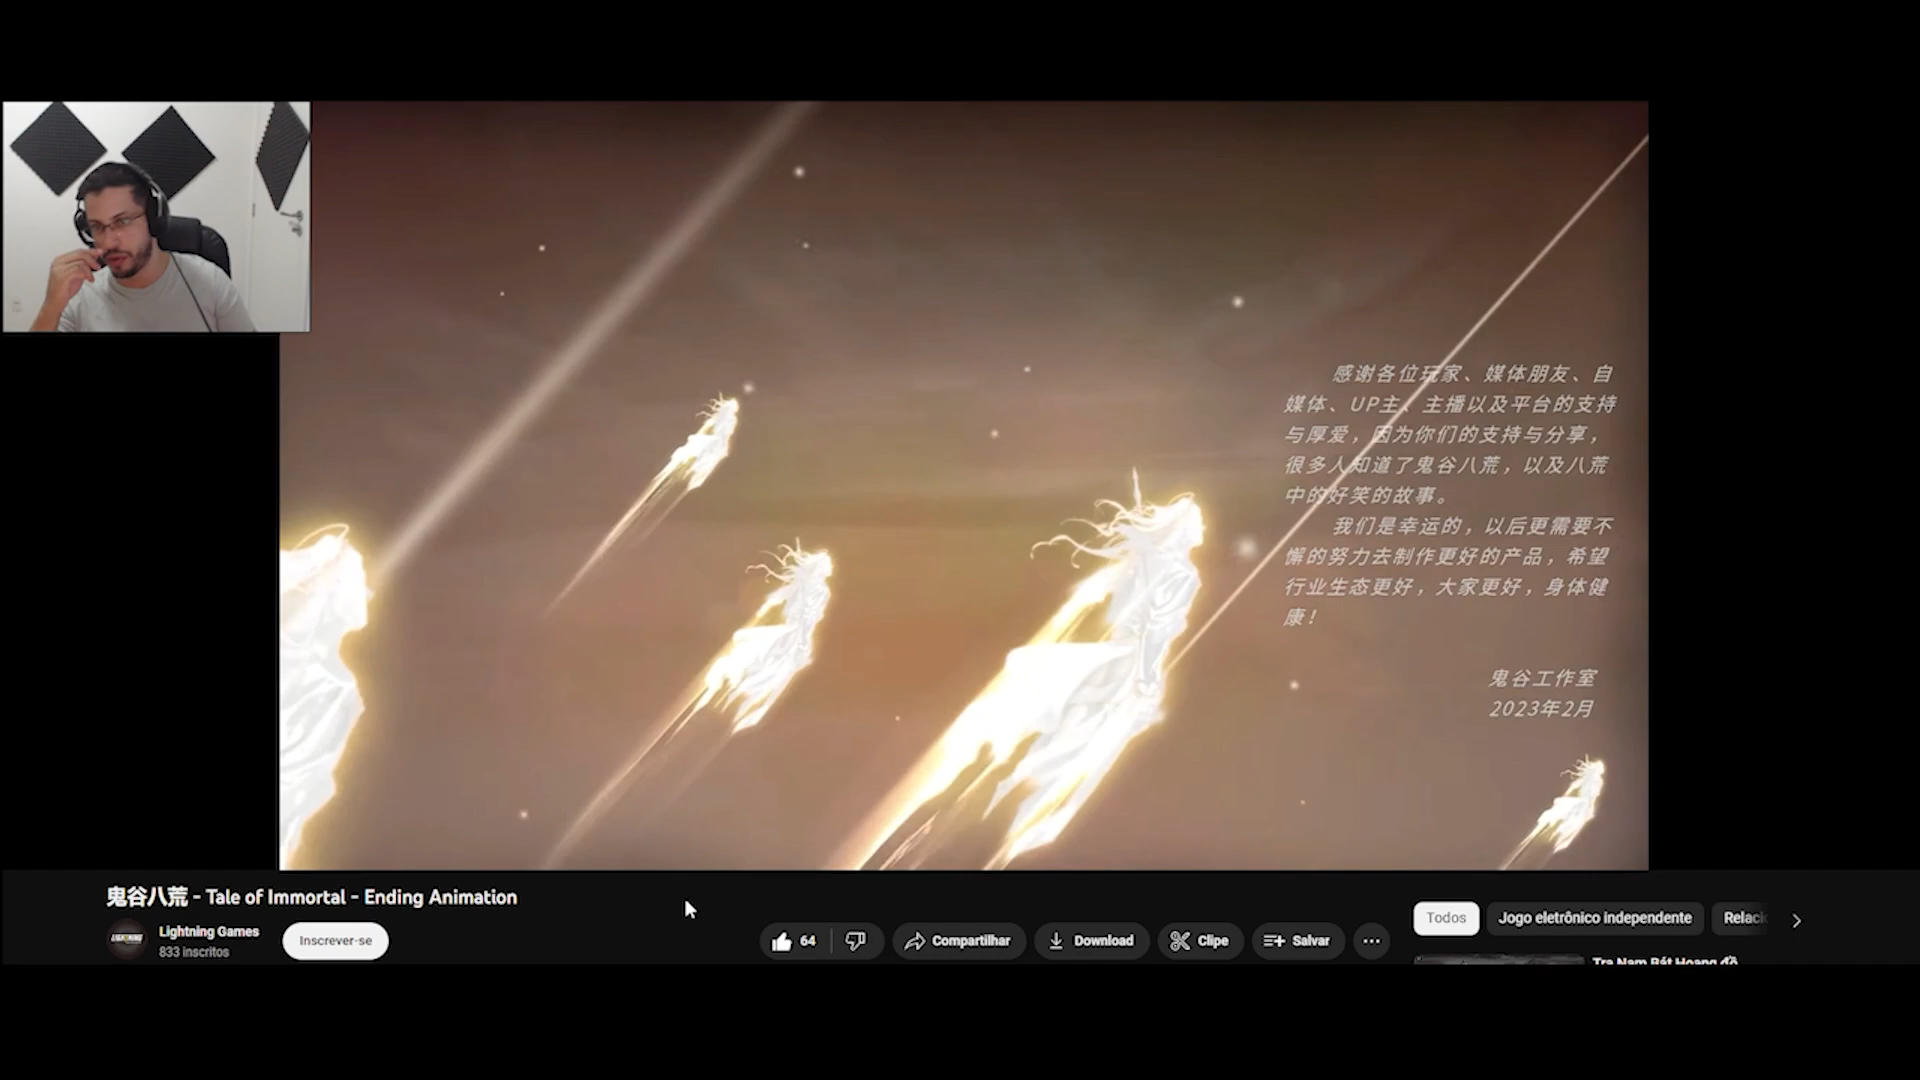 感谢各位玩家、媒体朋友、自
媒体、UP主、主播以及平台的支持
与厚爱，因为你们的支持与分享，
很多人知道了鬼谷八荒，以及八荒
中的好笑的故事。
我们是幸运的，以后更需要不
懈的努力去制作更好的产品，希望
行业生态更好，大家更好，身体健
康！
鬼谷工作室
2023年2月
鬼谷八荒 - Tale of Immortal - Ending Animation
Lightning Games
833 inscritos
Inscrever-se
64
Compartilhar
Download
Clipe
Salvar
Todos
Jogo eletrônico independente